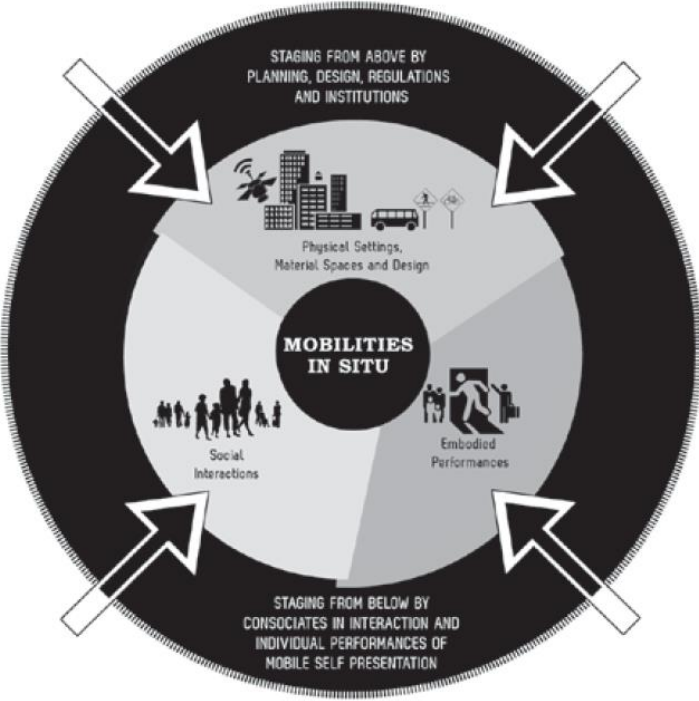 STAGING FROM ABOVE BY
PLANNING, DESIGN, REGULATIONS
AND INSTITUTIONS
Physical Settings,
Material Spaces and Design
MOBILITIES
IN SITU
Social
Interactions
Embodied
Performances
STAGING FROM BELOW BY
CONSOCIATES IN INTERACTION AND
INDIVIDUAL PERFORMANCES OF
MOBILE SELF PRESENTATION